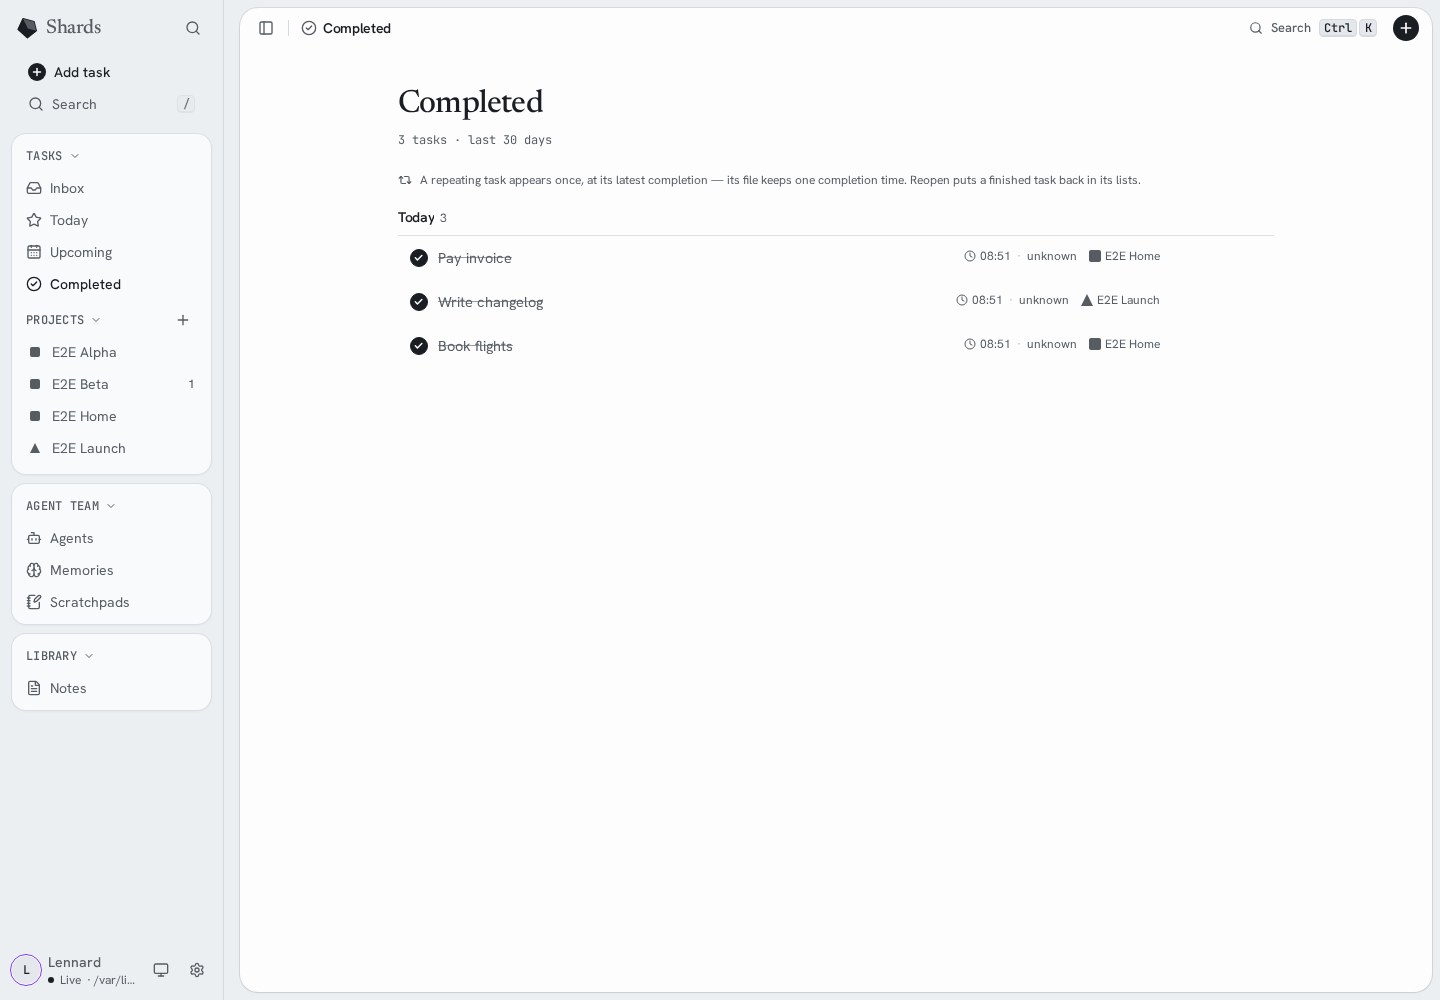 Shards
Add task
Search /
TASKS
Inbox
Today
Upcoming
Completed
PROJECTS
E2E Alpha
E2E Beta 1
E2E Home
E2E Launch
AGENT TEAM
Agents
Memories
Scratchpads
LIBRARY
Notes
L
Lennard
Live · /var/li...
Completed
Search Ctrl K
Completed
3 tasks · last 30 days
A repeating task appears once, at its latest completion — its file keeps one completion time. Reopen puts a finished task back in its lists.
Today 3
Pay invoice 08:51 · unknown E2E Home
Write changelog 08:51 · unknown E2E Launch
Book flights 08:51 · unknown E2E Home